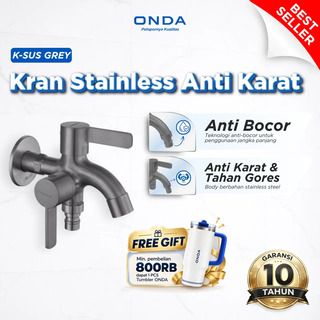 ONDA
Pelopornya Kualitas
BEST
SELLER
K-SUS GREY
Kran Stainless Anti Karat
Anti Bocor
Teknologi anti-bocor untuk
penggunaan jangka panjang
Anti Karat &
Tahan Gores
Body berbahan stainless steel
FREE GIFT
Min. pembelian
800RB
dapat 1 PCS
Tumbler ONDA
ONDA
GARANSI
10
TAHUN